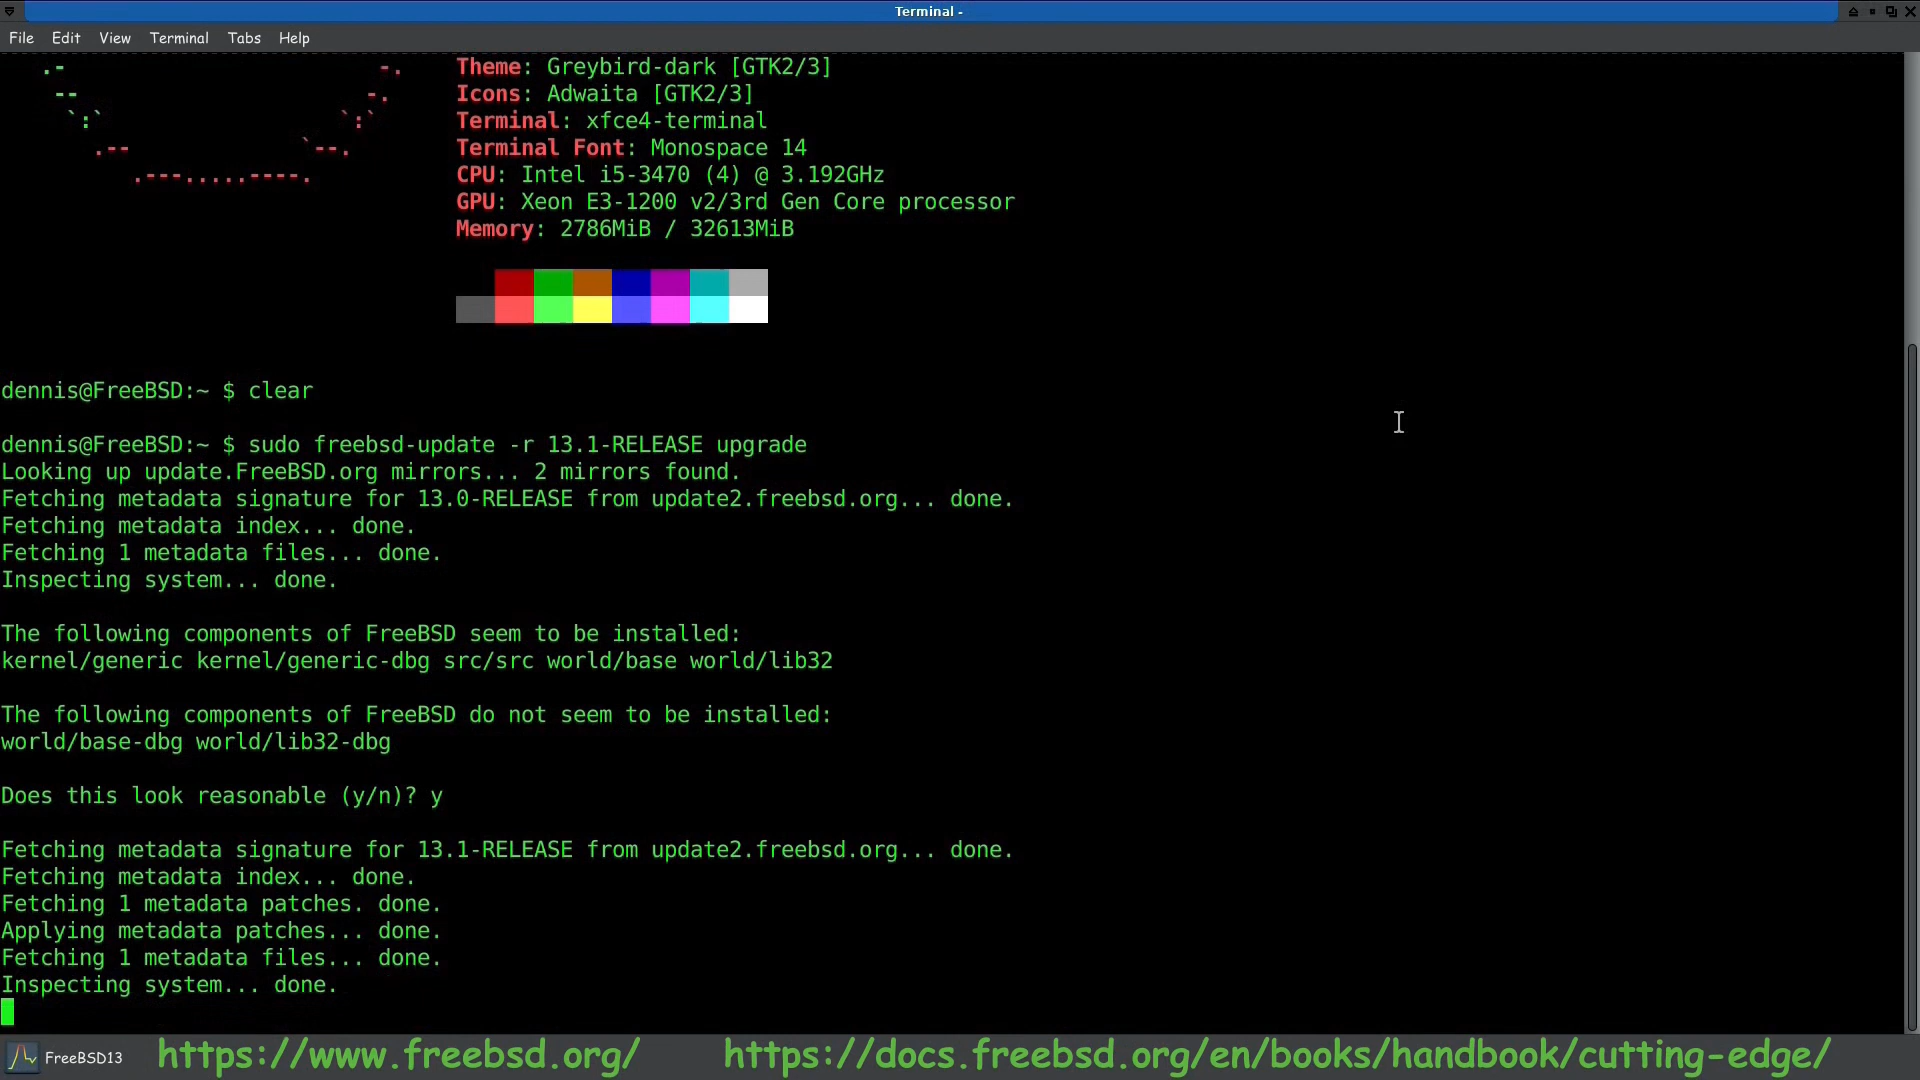 Terminal -
File Edit View Terminal Tabs Help
Theme: Greybird-dark [GTK2/3]
Icons: Adwaita [GTK2/3]
Terminal: xfce4-terminal
Terminal Font: Monospace 14
CPU: Intel i5-3470 (4) @ 3.192GHz
GPU: Xeon E3-1200 v2/3rd Gen Core processor
Memory: 2786MiB / 32613MiB
dennis@FreeBSD:~ $ clear
dennis@FreeBSD:~ $ sudo freebsd-update -r 13.1-RELEASE upgrade
Looking up update.FreeBSD.org mirrors... 2 mirrors found.
Fetching metadata signature for 13.0-RELEASE from update2.freebsd.org... done.
Fetching metadata index... done.
Fetching 1 metadata files... done.
Inspecting system... done.
The following components of FreeBSD seem to be installed:
kernel/generic kernel/generic-dbg src/src world/base world/lib32
The following components of FreeBSD do not seem to be installed:
world/base-dbg world/lib32-dbg
Does this look reasonable (y/n)? y
Fetching metadata signature for 13.1-RELEASE from update2.freebsd.org... done.
Fetching metadata index... done.
Fetching 1 metadata patches. done.
Applying metadata patches... done.
Fetching 1 metadata files... done.
Inspecting system... done.
FreeBSD13 https://www.freebsd.org/ https://docs.freebsd.org/en/books/handbook/cutting-edge/